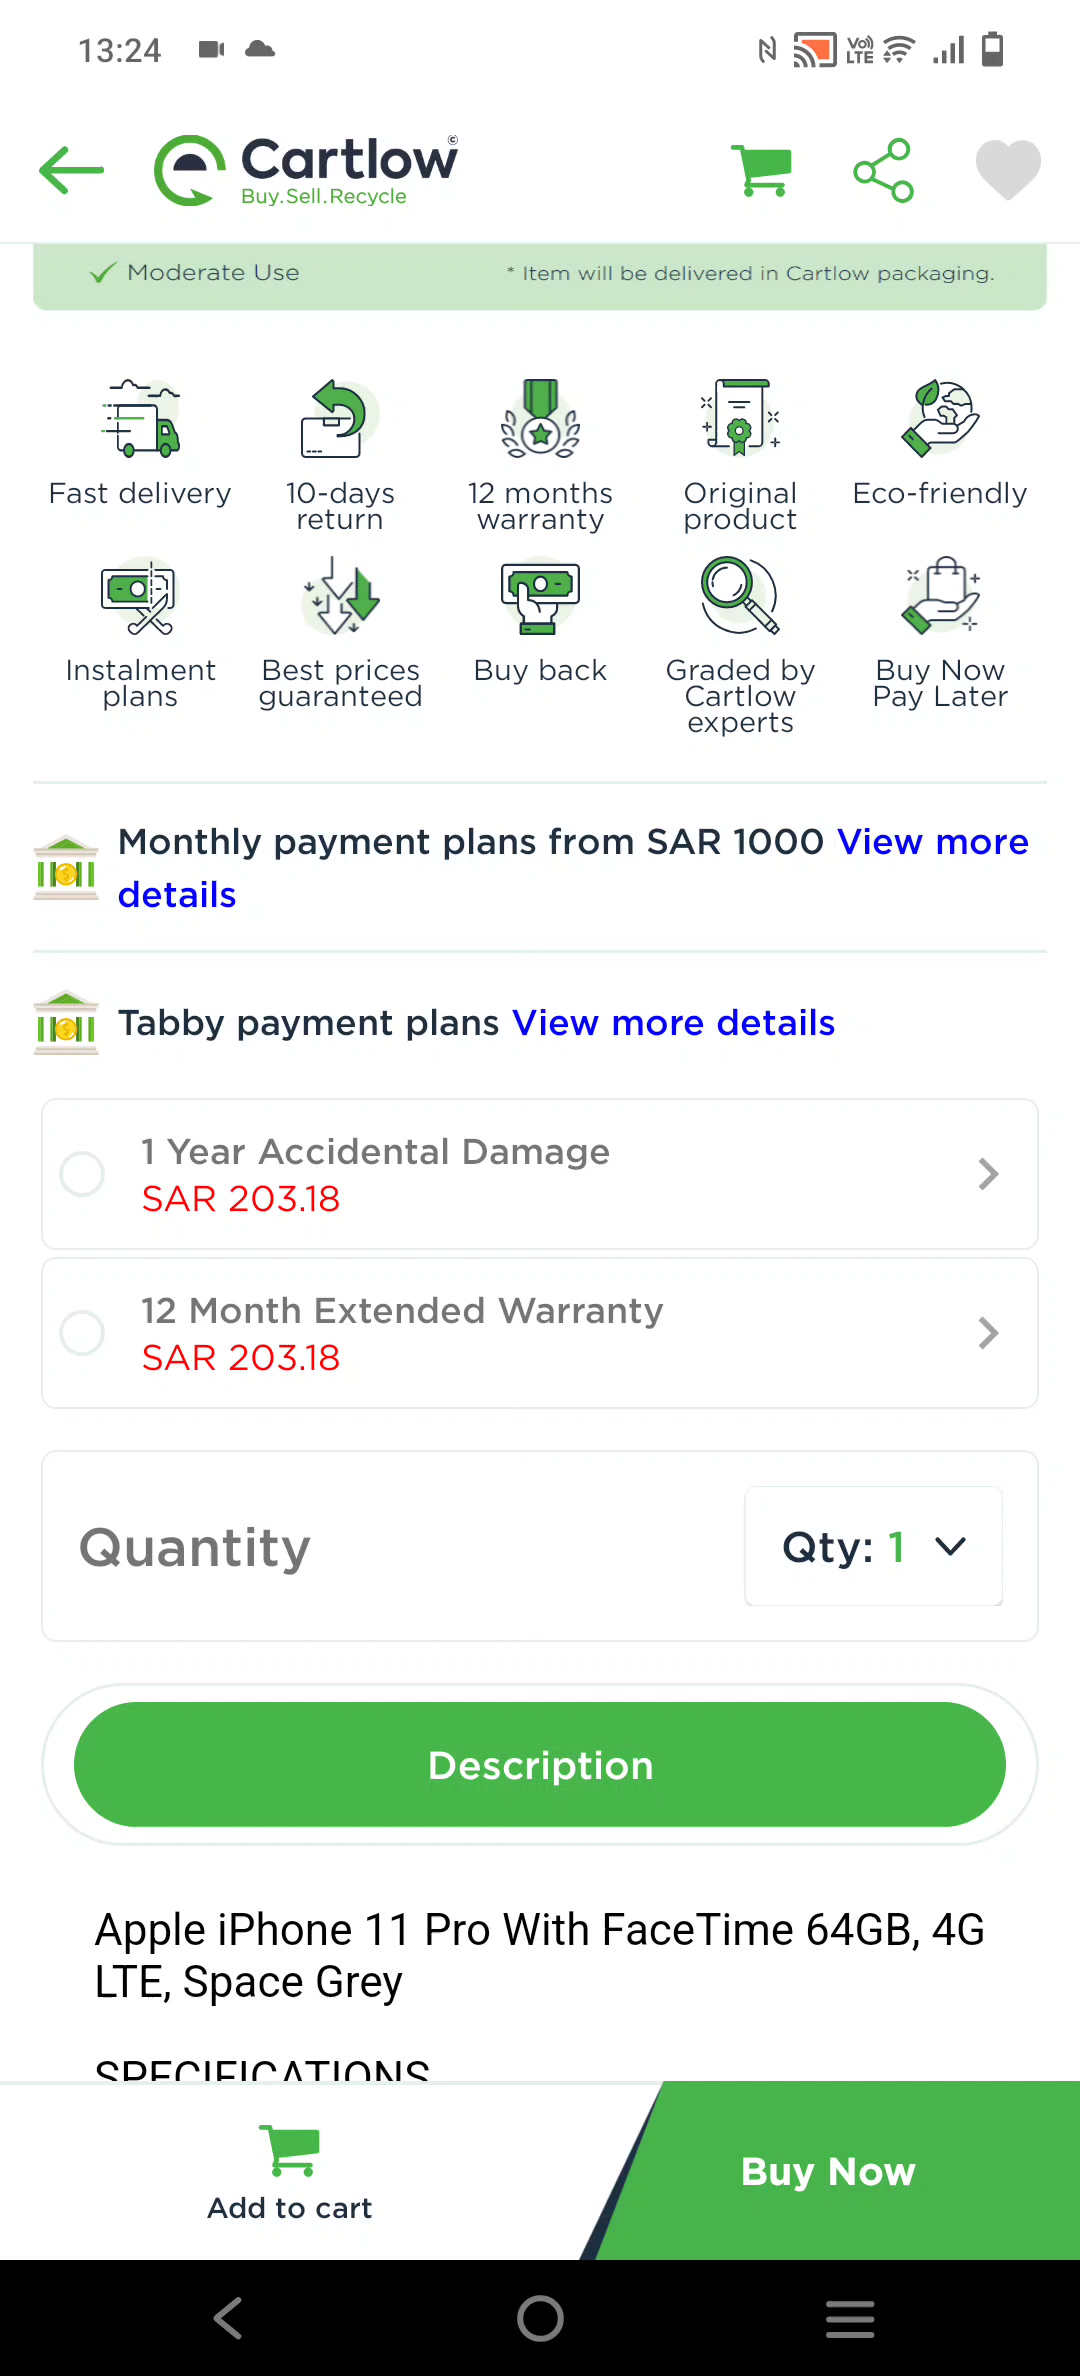 13:24
Vo) LTE
Cartlow©
Buy.Sell.Recycle
Moderate Use
* Item will be delivered in Cartlow packaging.
Fast delivery
10-days
return
12 months
warranty
Original
product
Eco-friendly
Instalment
plans
Best prices
guaranteed
Buy back
Graded by
Cartlow
experts
Buy Now
Pay Later
Monthly payment plans from SAR 1000 View more
details
Tabby payment plans View more details
1 Year Accidental Damage
SAR 203.18
12 Month Extended Warranty
SAR 203.18
Quantity
Qty: 1
Description
Apple iPhone 11 Pro With FaceTime 64GB, 4G
LTE, Space Grey
SPECIFICATIONS
Add to cart
Buy Now